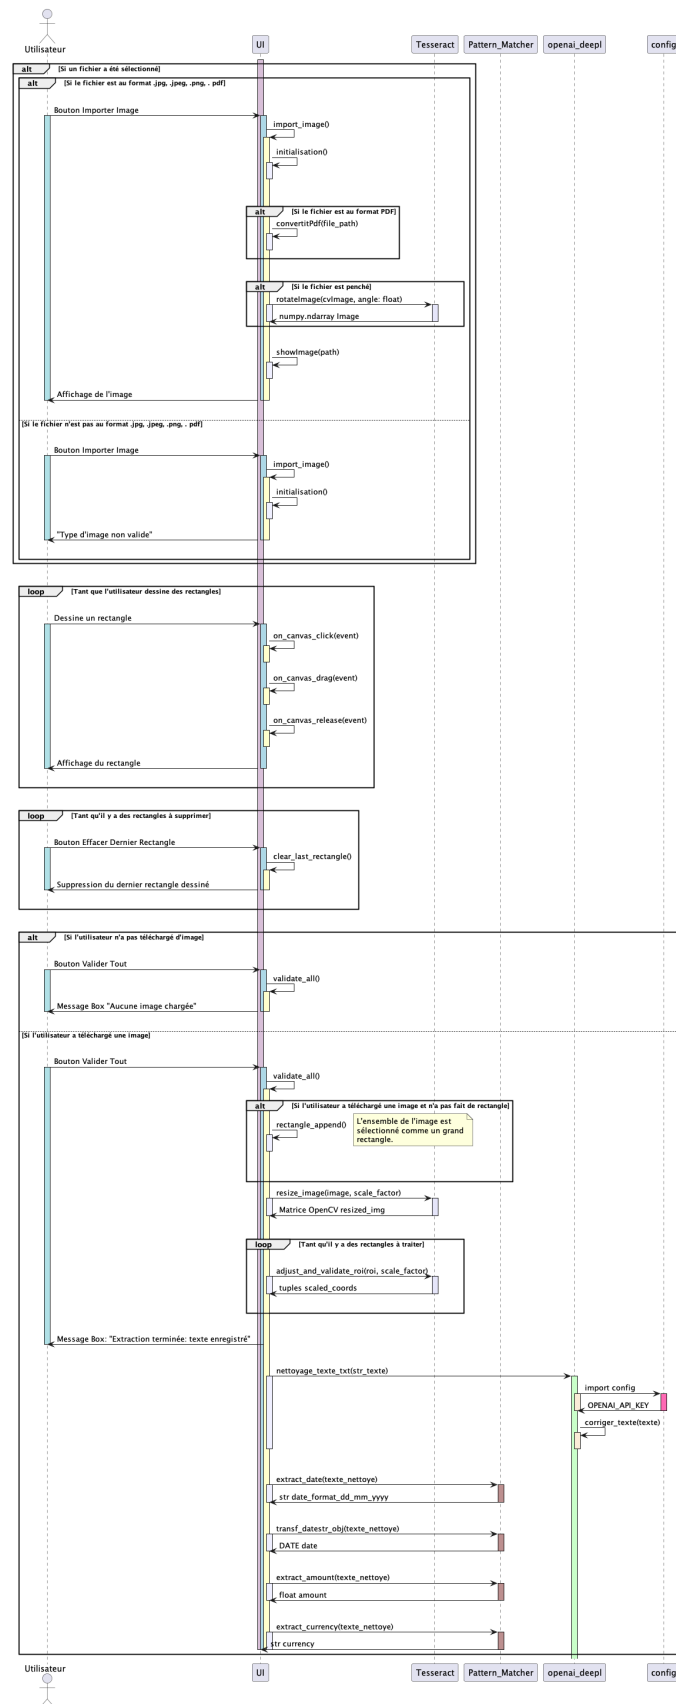 Utilisateur
UI
Tesseract
Pattern_Matcher
openai_deepl
config
alt [Si un fichier a été sélectionné]
alt [Si le fichier est au format .jpg, .jpeg, .png, . pdf]
Bouton Importer Image
import_image()
initialisation()
alt [Si le fichier est au format PDF]
convertitPdf(file_path)
alt [Si le fichier est penché]
rotateImage(cvImage, angle: float)
numpy.ndarray Image
showImage(path)
Affichage de l'image
[Si le fichier n'est pas au format .jpg, .jpeg, .png, . pdf]
Bouton Importer Image
import_image()
initialisation()
"Type d'image non valide"
loop [Tant que l'utilisateur dessine des rectangles]
Dessine un rectangle
on_canvas_click(event)
on_canvas_drag(event)
on_canvas_release(event)
Affichage du rectangle
loop [Tant qu'il y a des rectangles à supprimer]
Bouton Effacer Dernier Rectangle
clear_last_rectangle()
Suppression du dernier rectangle dessiné
alt [Si l'utilisateur n'a pas téléchargé d'image]
Bouton Valider Tout
validate_all()
Message Box "Aucune image chargée"
[Si l'utilisateur a téléchargé une image]
Bouton Valider Tout
validate_all()
alt [Si l'utilisateur a téléchargé une image et n'a pas fait de rectangle]
rectangle_append()
L'ensemble de l'image est
sélectionné comme un grand
rectangle.
resize_image(image, scale_factor)
Matrice OpenCV resized_img
loop [Tant qu'il y a des rectangles à traiter]
adjust_and_validate_roi(roi, scale_factor)
tuples scaled_coords
Message Box: "Extraction terminée: texte enregistré"
nettoyage_texte_txt(str_texte)
import config
OPENAI_API_KEY
corriger_texte(texte)
extract_date(texte_nettoye)
str date_format_dd_mm_yyyy
transf_datestr_obj(texte_nettoye)
DATE date
extract_amount(texte_nettoye)
float amount
extract_currency(texte_nettoye)
str currency
Utilisateur
UI
Tesseract
Pattern_Matcher
openai_deepl
config